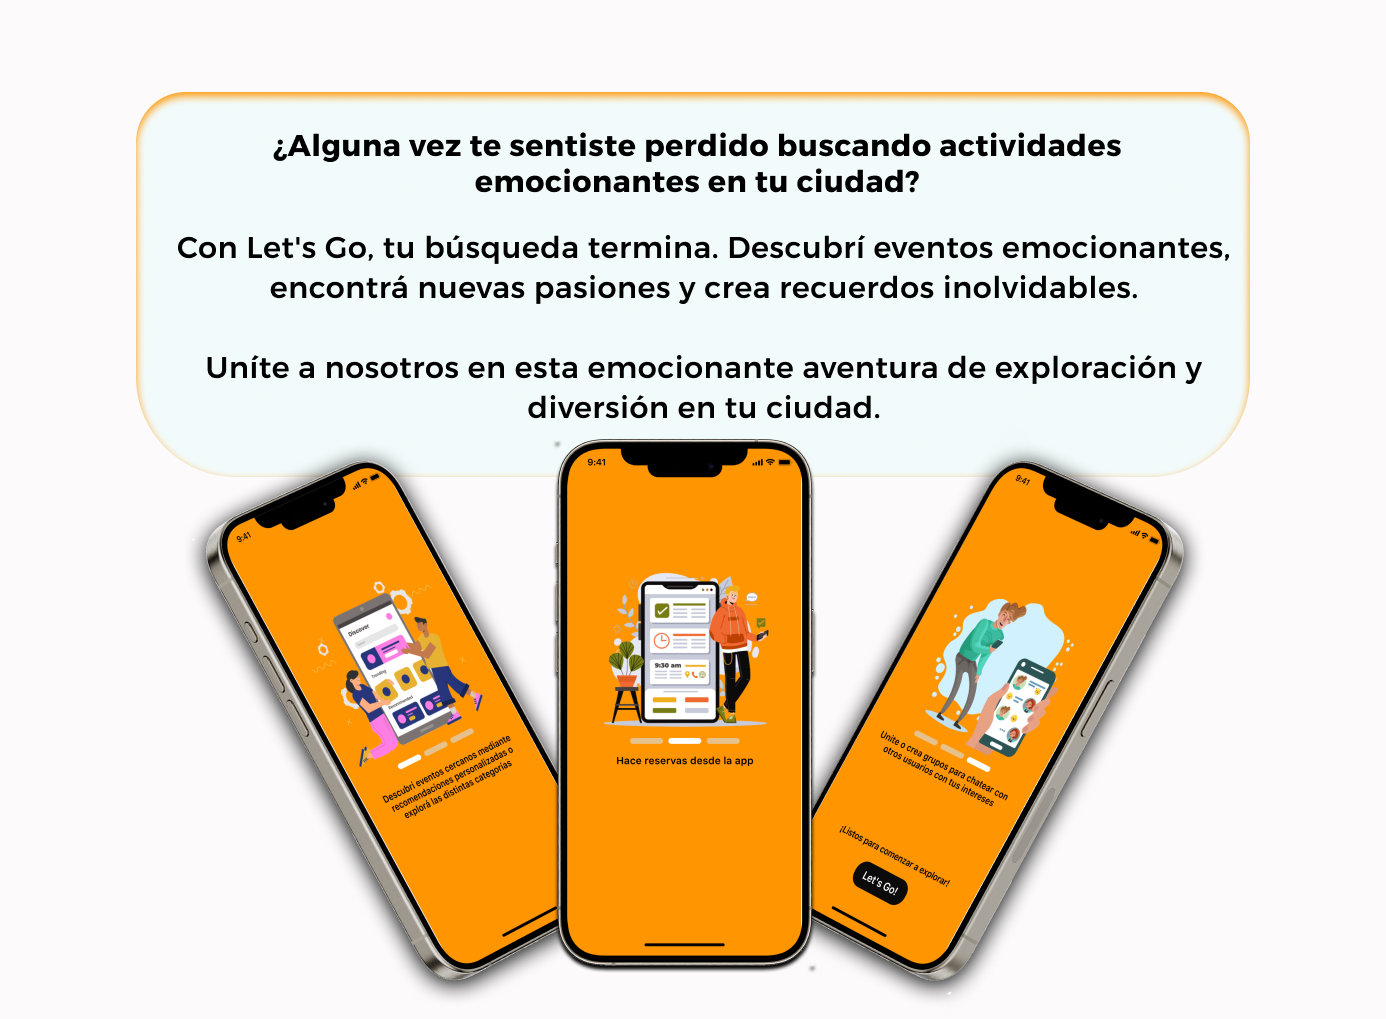 ¿Alguna vez te sentiste perdido buscando actividades
emocionantes en tu ciudad?
Con Let's Go, tu búsqueda termina. Descubrí eventos emocionantes,
encontrá nuevas pasiones y crea recuerdos inolvidables.
Uníte a nosotros en esta emocionante aventura de exploración y
diversión en tu ciudad.
9:41
Discover
Trending
Recommended
Descubrí eventos cercanos mediante
recomendaciones personalizadas o
explorá las distintas categorías
9:41
9:30 am
Hace reservas desde la app
9:41
Unite o crea grupos para chatear con
otros usuarios con tus intereses
¡Listos para comenzar a explorar!
Let's Go!